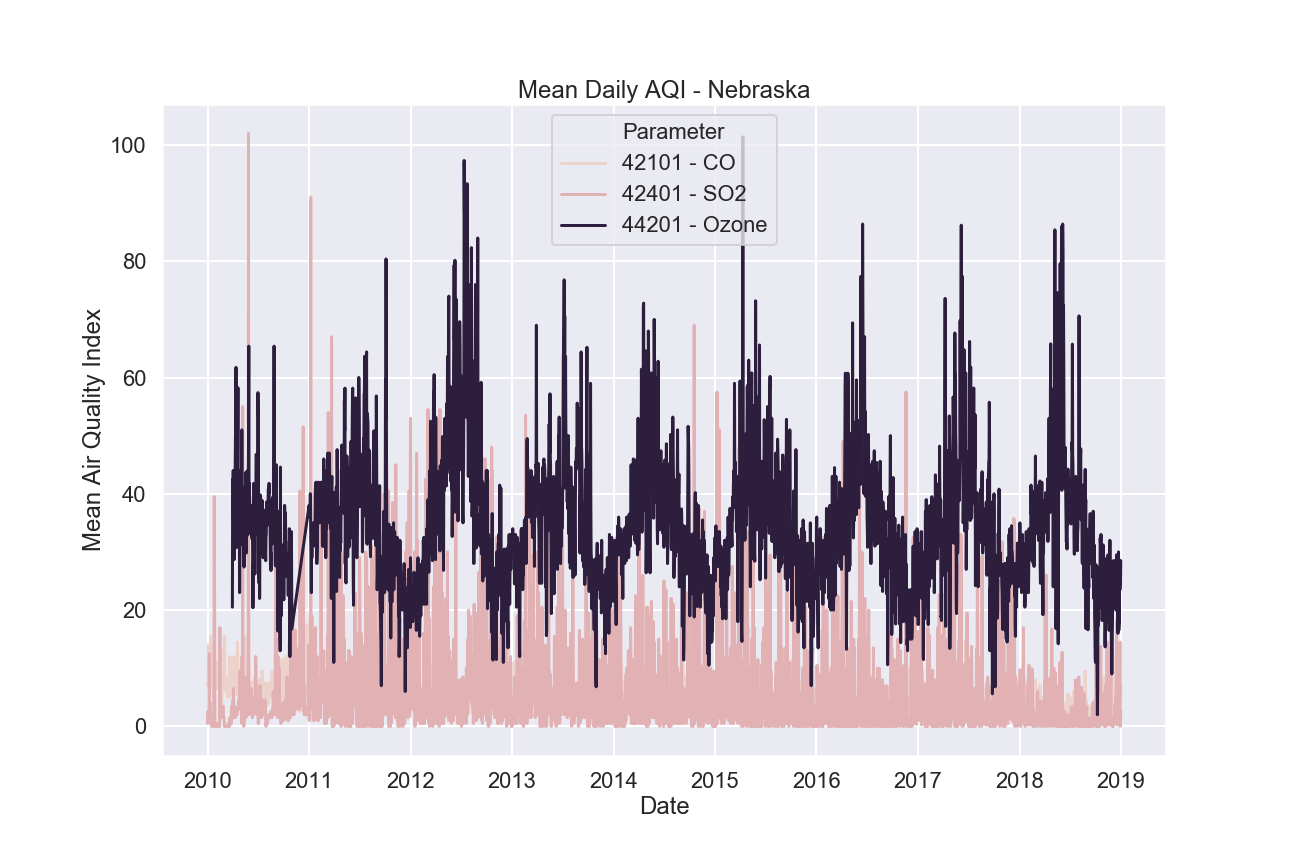 Mean Daily AQI - Nebraska
Parameter
42101 - CO
42401 - SO2
44201 - Ozone
Mean Air Quality Index
100
80
60
40
20
0
2010 2011 2012 2013 2014 2015 2016 2017 2018 2019
Date